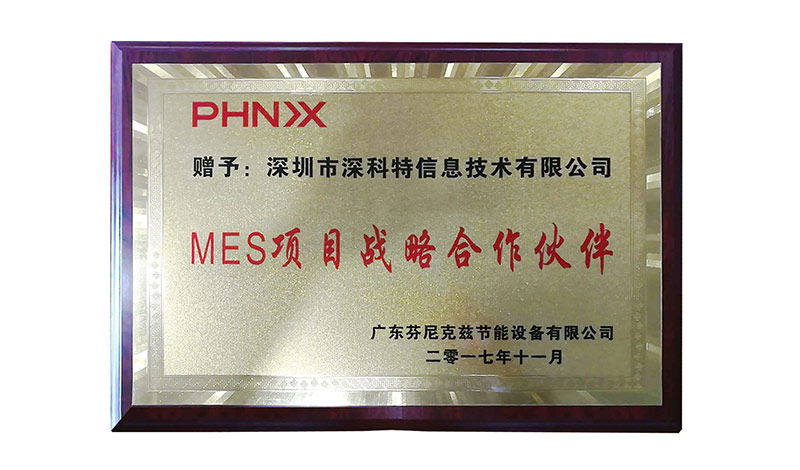 PHNIX
赠予：深圳市深科特信息技术有限公司
MES项目战略合作伙伴
广东芬尼克兹节能设备有限公司
二零一七年十一月